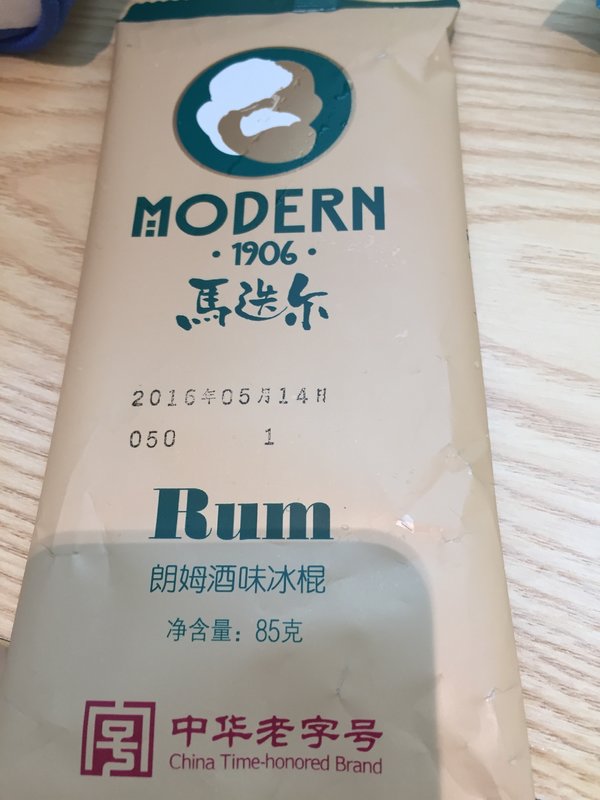 MODERN
·1906·
馬迭尔
2016年05月14日
050 1
Rum
朗姆酒味冰棍
净含量：85克
中华老字号
China Time-honored Brand